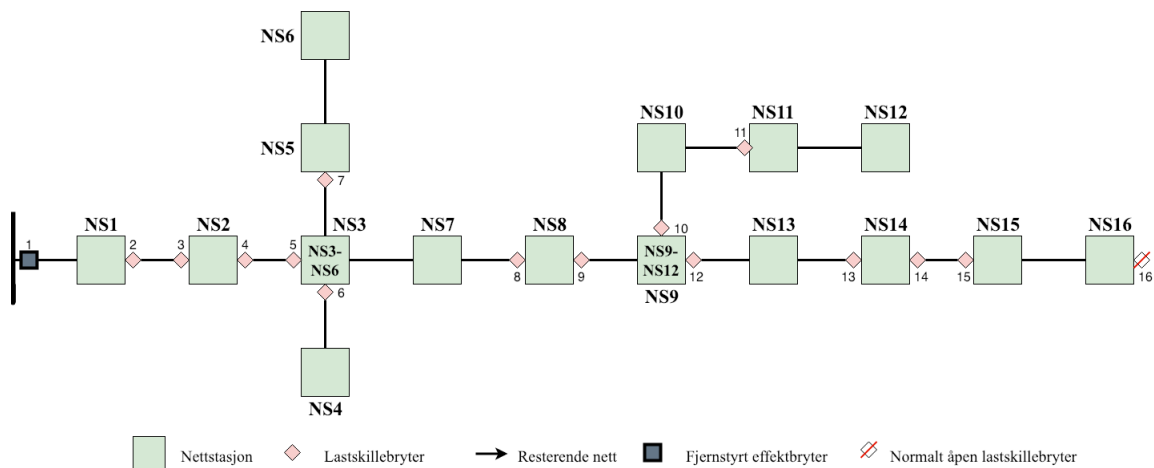 NS6
NS5
7
NS10
11
NS11
NS12
NS1
NS2
NS3
NS7
NS8
10
NS13
NS14
NS15
NS16
1
2
3
4
5
NS3-
NS6
6
8
9
NS9-
NS12
NS9
12
13
14
15
16
NS4
Nettstasjon
Lastskillebryter
Resterende nett
Fjernstyrt effektbryter
Normalt åpen lastskillebryter